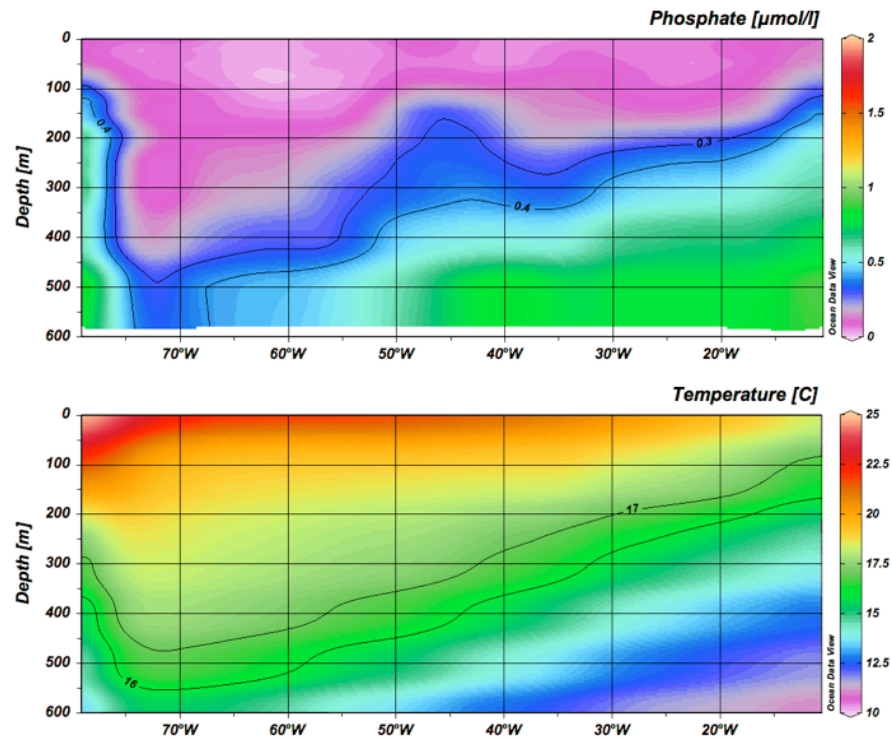 Phosphate [µmol/l]
0
100
200
300
400
500
600
Depth [m]
0.4
0.3
0.4
70°W
60°W
50°W
40°W
30°W
20°W
Ocean Data View
2
1.5
1
0.5
0
Temperature [C]
0
100
200
300
400
500
600
Depth [m]
17
16
70°W
60°W
50°W
40°W
30°W
20°W
Ocean Data View
25
22.5
20
17.5
15
12.5
10